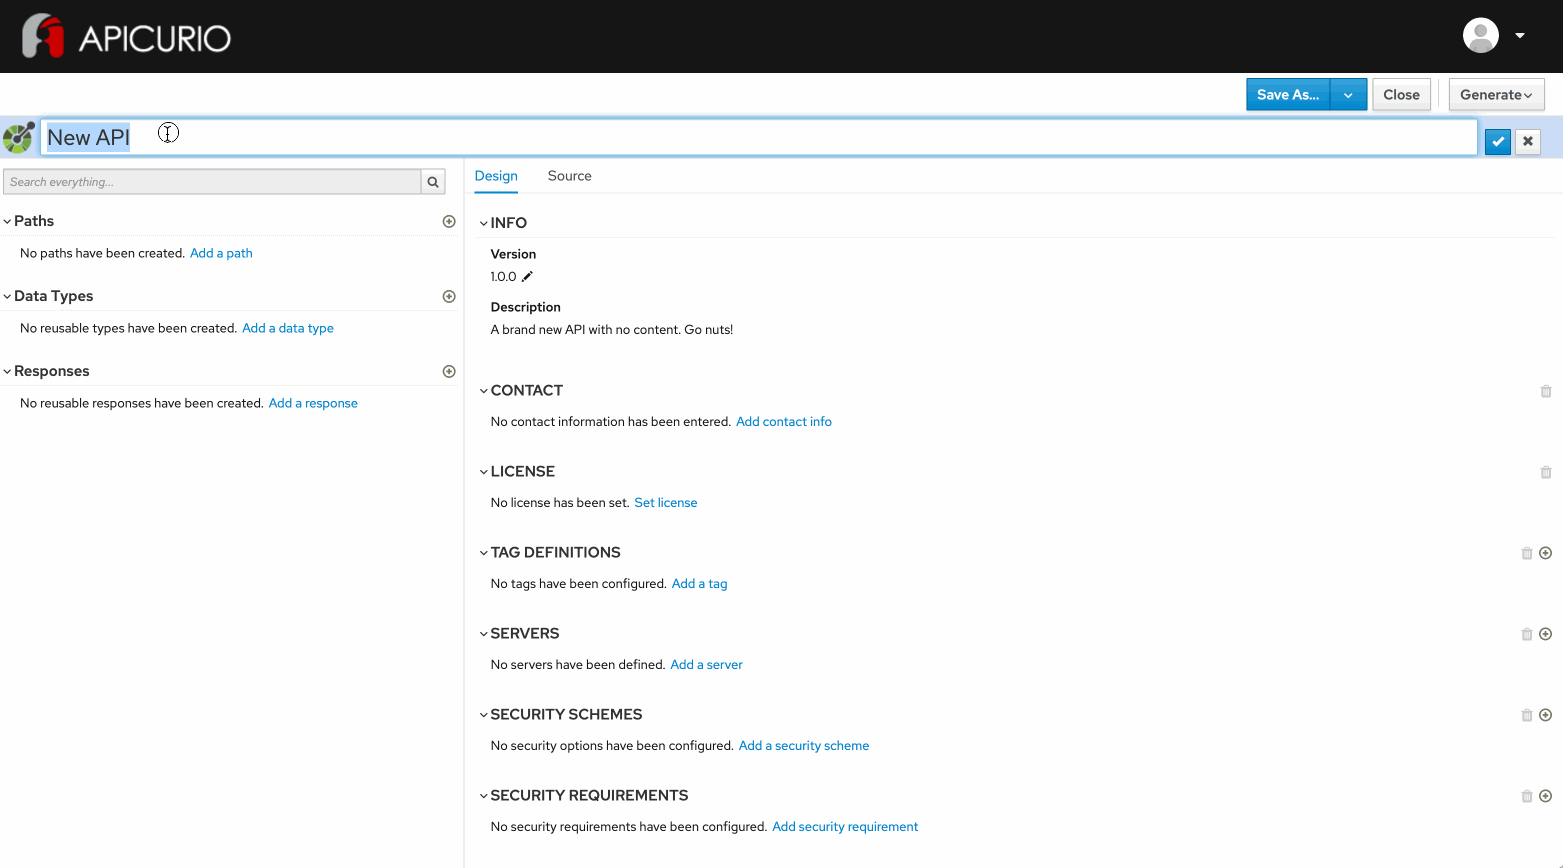 APICURIO
Save As...
Close
Generate
New API
Search everything...
Design
Source
Paths
No paths have been created. Add a path
Data Types
No reusable types have been created. Add a data type
Responses
No reusable responses have been created. Add a response
INFO
Version
1.0.0
Description
A brand new API with no content. Go nuts!
CONTACT
No contact information has been entered. Add contact info
LICENSE
No license has been set. Set license
TAG DEFINITIONS
No tags have been configured. Add a tag
SERVERS
No servers have been defined. Add a server
SECURITY SCHEMES
No security options have been configured. Add a security scheme
SECURITY REQUIREMENTS
No security requirements have been configured. Add security requirement